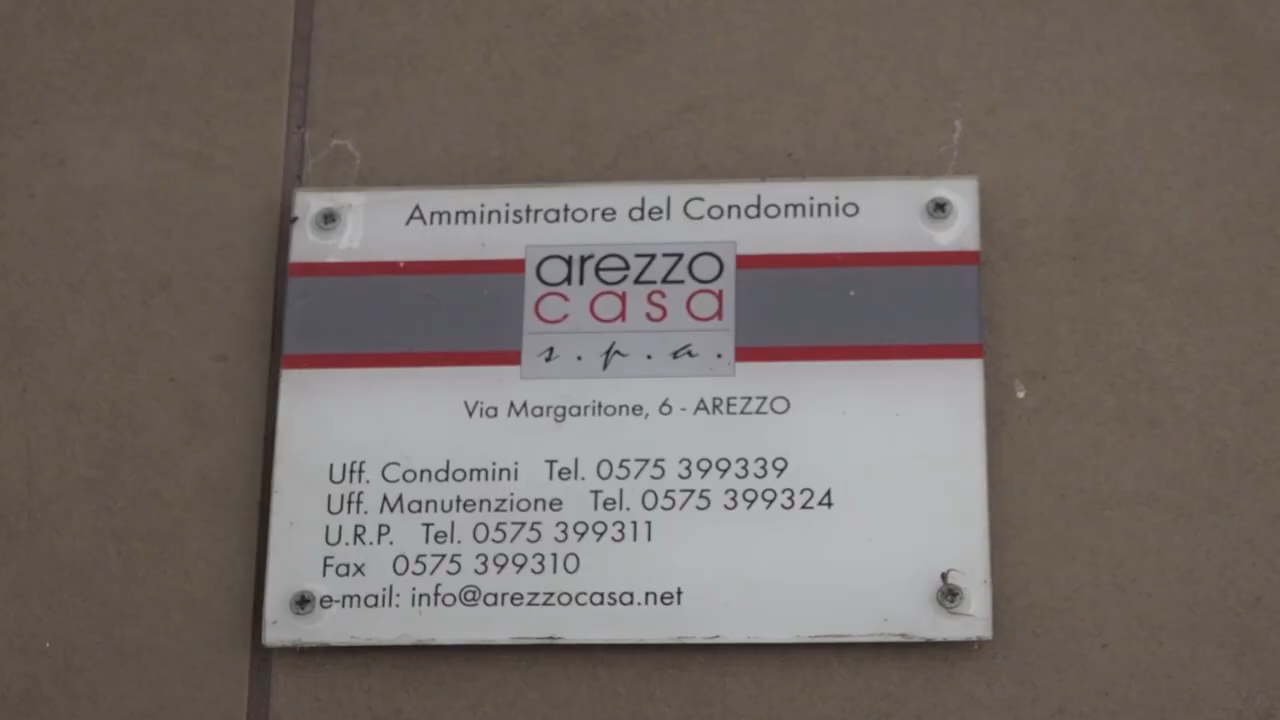 Amministratore del Condominio
arezzo
casa
s.p.a.
Via Margaritone, 6 - AREZZO
Uff. Condomini Tel. 0575 399339
Uff. Manutenzione Tel. 0575 399324
U.R.P. Tel. 0575 399311
Fax 0575 399310
e-mail: info@arezzocasa.net